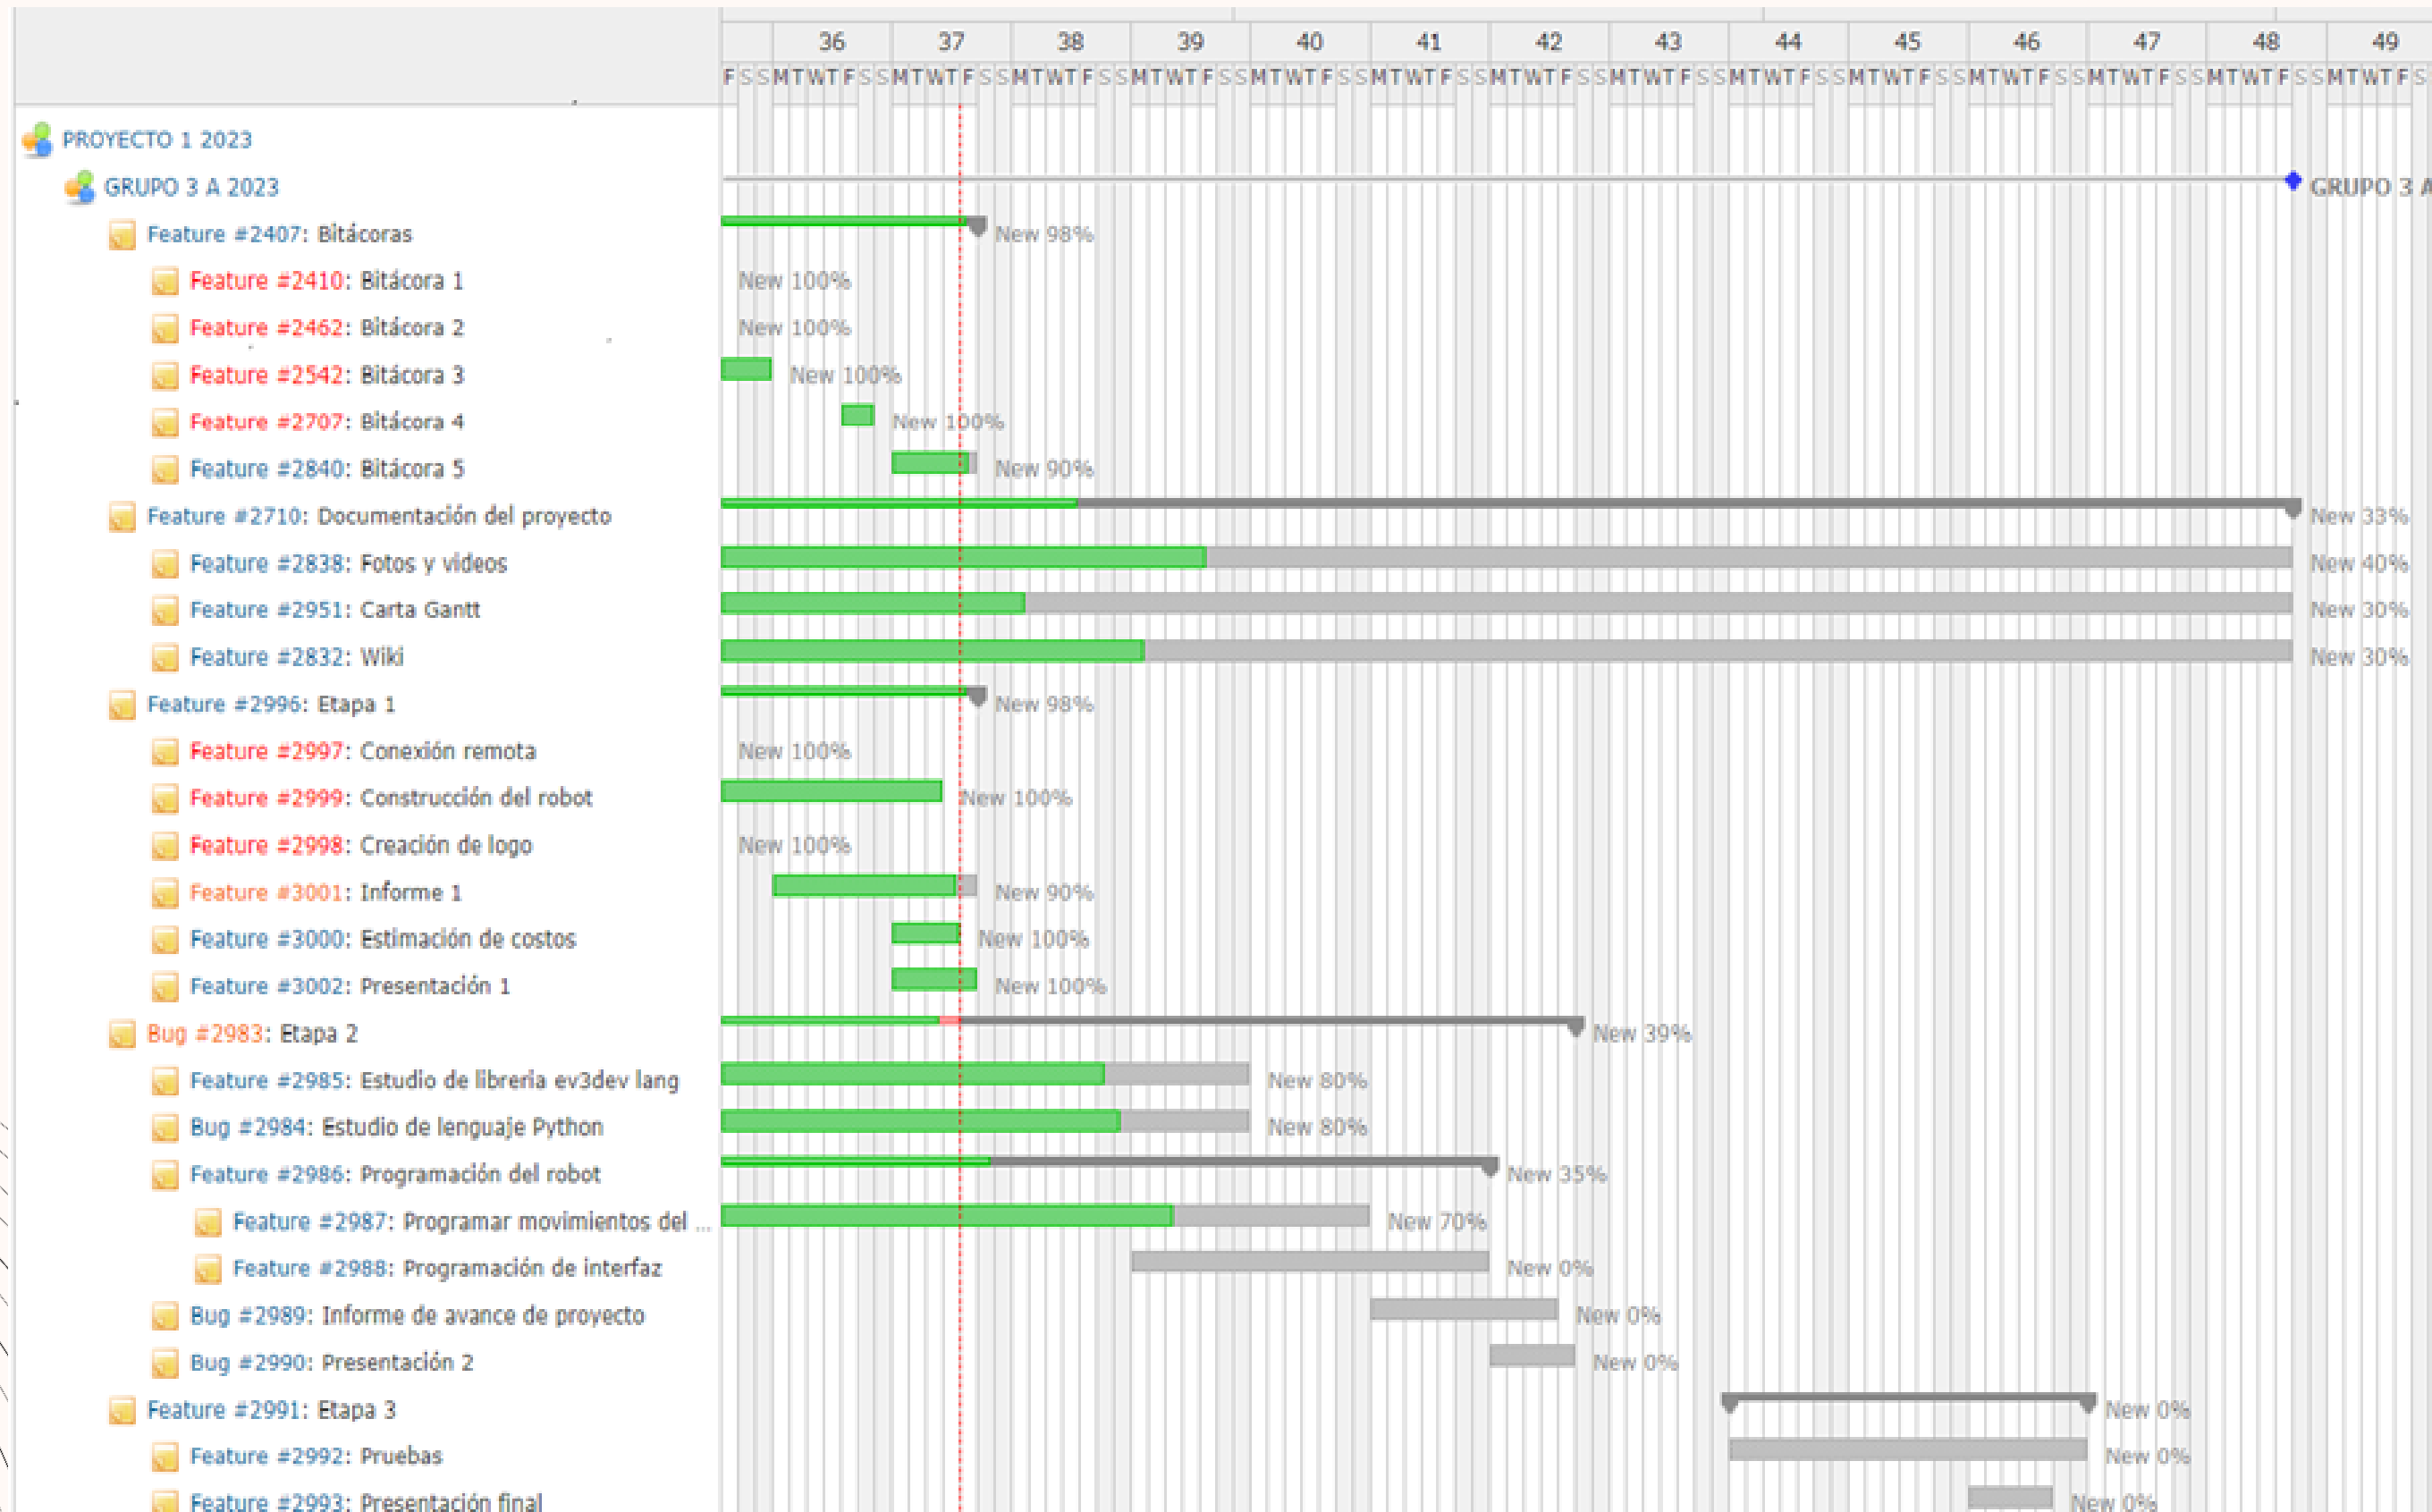 36 37 38 39 40 41 42 43 44 45 46 47 48 49
F S S M T W T F S S M T W T F S S M T W T F S S M T W T F S S M T W T F S S M T W T F S S M T W T F S S M T W T F S S M T W T F S S M T W T F S S M T W T F S S M T W T F S S M T W T F S S M T W T F S
PROYECTO 1 2023
GRUPO 3 A 2023 GRUPO 3 A
Feature #2407: Bitácoras New 98%
Feature #2410: Bitácora 1 New 100%
Feature #2462: Bitácora 2 New 100%
Feature #2542: Bitácora 3 New 100%
Feature #2707: Bitácora 4 New 100%
Feature #2840: Bitácora 5 New 90%
Feature #2710: Documentación del proyecto New 33%
Feature #2838: Fotos y videos New 40%
Feature #2951: Carta Gantt New 30%
Feature #2832: Wiki New 30%
Feature #2996: Etapa 1 New 98%
Feature #2997: Conexión remota New 100%
Feature #2999: Construcción del robot New 100%
Feature #2998: Creación de logo New 100%
Feature #3001: Informe 1 New 90%
Feature #3000: Estimación de costos New 100%
Feature #3002: Presentación 1 New 100%
Bug #2983: Etapa 2 New 39%
Feature #2985: Estudio de libreria ev3dev lang New 80%
Bug #2984: Estudio de lenguaje Python New 80%
Feature #2986: Programación del robot New 35%
Feature #2987: Programar movimientos del ... New 70%
Feature #2988: Programación de interfaz New 0%
Bug #2989: Informe de avance de proyecto New 0%
Bug #2990: Presentación 2 New 0%
Feature #2991: Etapa 3 New 0%
Feature #2992: Pruebas New 0%
Feature #2993: Presentación final New 0%